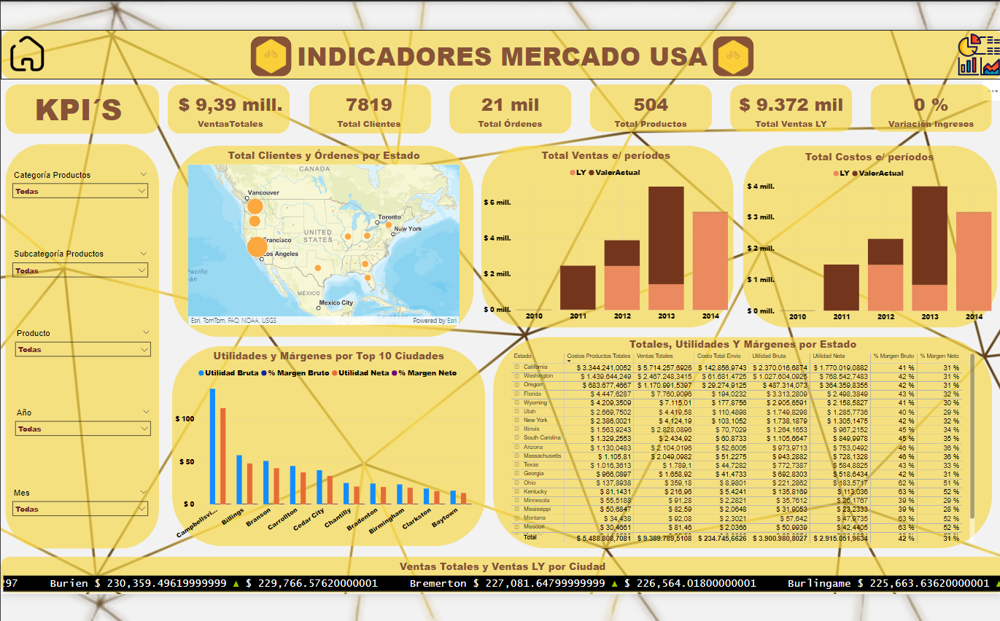 INDICADORES MERCADO USA
KPI´S
$ 9,39 mill.
VentasTotales
7819
Total Clientes
21 mil
Total Órdenes
504
Total Productos
$ 9.372 mill
Total Ventas LY
0 %
Variación Ingresos
Categoría Productos
Todas
Subcategoría Productos
Todas
Producto
Todas
Año
Todas
Mes
Todas
Total Clientes y Órdenes por Estado
CANADA
Vancouver
Toronto
New York
UNITED
STATES
Francisco
Los Angeles
Pacific
MÉXICO
Mexico City
Esri, TomTom, FAO, NOAA, USGS
Powered by Esri
Total Ventas e/ períodos
LY ValorActual
$ 6 mill.
$ 4 mill.
$ 2 mill.
$ 0 mill.
2010 2011 2012 2013 2014
Total Costos e/ períodos
LY ValorActual
$ 4 mill.
$ 3 mill.
$ 2 mill.
$ 1 mill.
$ 0 mill.
2010 2011 2012 2013 2014
Utilidades y Márgenes por Top 10 Ciudades
Utilidad Bruta % Margen Bruto Utilidad Neta % Margen Neto
$ 100
$ 50
$ 0
Campbellsvi... Billings Branson Carrollton Cedar City Chantilly Bradenton Birmingham Clarkston Baytown
Totales, Utilidades Y Márgenes por Estado
Estado Costos Productos Totales Ventas Totales Costo Total Envio Utilidad Bruta Utilidad Neta % Margen Bruto % Margen Neto
California $ 3.344.241,0052 $ 5.714.257,6926 $ 142.856,9743 $ 2.370.016,6874 $ 1.770.019,0882 41 % 31 %
Washington $ 1.439.644,249 $ 2.467.248,3415 $ 61.681,4725 $ 1.027.604,0925 $ 768.542,7483 42 % 31 %
Oregon $ 683.677,4667 $ 1.170.991,5397 $ 29.274,9125 $ 487.314,073 $ 364.359,8355 42 % 31 %
Florida $ 4.447,6287 $ 7.760,9096 $ 194,0232 $ 3.313,2809 $ 2.498,3849 43 % 32 %
Wyoming $ 4.209,3509 $ 7.115,01 $ 177,8756 $ 2.905,6591 $ 2.158,5827 41 % 30 %
Utah $ 2.669,7502 $ 4.419,58 $ 110,4898 $ 1.749,8298 $ 1.285,7736 40 % 29 %
New York $ 2.386,0021 $ 4.124,19 $ 103,1052 $ 1.738,1879 $ 1.305,1475 42 % 32 %
Illinois $ 1.563,9243 $ 2.828,0896 $ 70,7029 $ 1.264,1653 $ 967,2152 45 % 34 %
South Carolina $ 1.329,2553 $ 2.434,92 $ 60,8733 $ 1.105,6647 $ 849,9978 45 % 35 %
Arizona $ 1.130,0483 $ 2.104,0196 $ 52,6005 $ 973,9713 $ 753,0492 46 % 36 %
Massachusetts $ 1.105,81 $ 2.049,0982 $ 51,2275 $ 943,2882 $ 728,1328 46 % 36 %
Texas $ 1.016,3613 $ 1.789,1 $ 44,7282 $ 772,7387 $ 584,8825 43 % 33 %
Georgia $ 966,0897 $ 1.658,92 $ 41,4733 $ 692,8303 $ 518,6434 42 % 31 %
Ohio $ 137,8938 $ 359,18 $ 8,9801 $ 221,2862 $ 183,5717 62 % 51 %
Kentucky $ 81,1431 $ 216,96 $ 5,4241 $ 135,8169 $ 113,036 63 % 52 %
Minnesota $ 55,5188 $ 91,28 $ 2,2821 $ 35,7612 $ 26,1767 39 % 29 %
Mississippi $ 50,6847 $ 82,59 $ 2,0648 $ 31,9053 $ 23,2333 39 % 28 %
Montana $ 34,438 $ 92,08 $ 2,3021 $ 57,642 $ 47,9735 63 % 52 %
Missouri $ 30,4661 $ 81,46 $ 2,0366 $ 50,9939 $ 42,4405 63 % 52 %
Total $ 5.488.808,7081 $ 9.389.789,5108 $ 234.745,6626 $ 3.900.980,8027 $ 2.915.051,9634 42 % 31 %
Ventas Totales y Ventas LY por Ciudad
297 Burien $ 230,359.49619999999 ▲ $ 229,766.57620000001 Bremerton $ 227,081.64799999999 ▲ $ 226,564.01800000001 Burlingame $ 225,663.63620000001 ▲